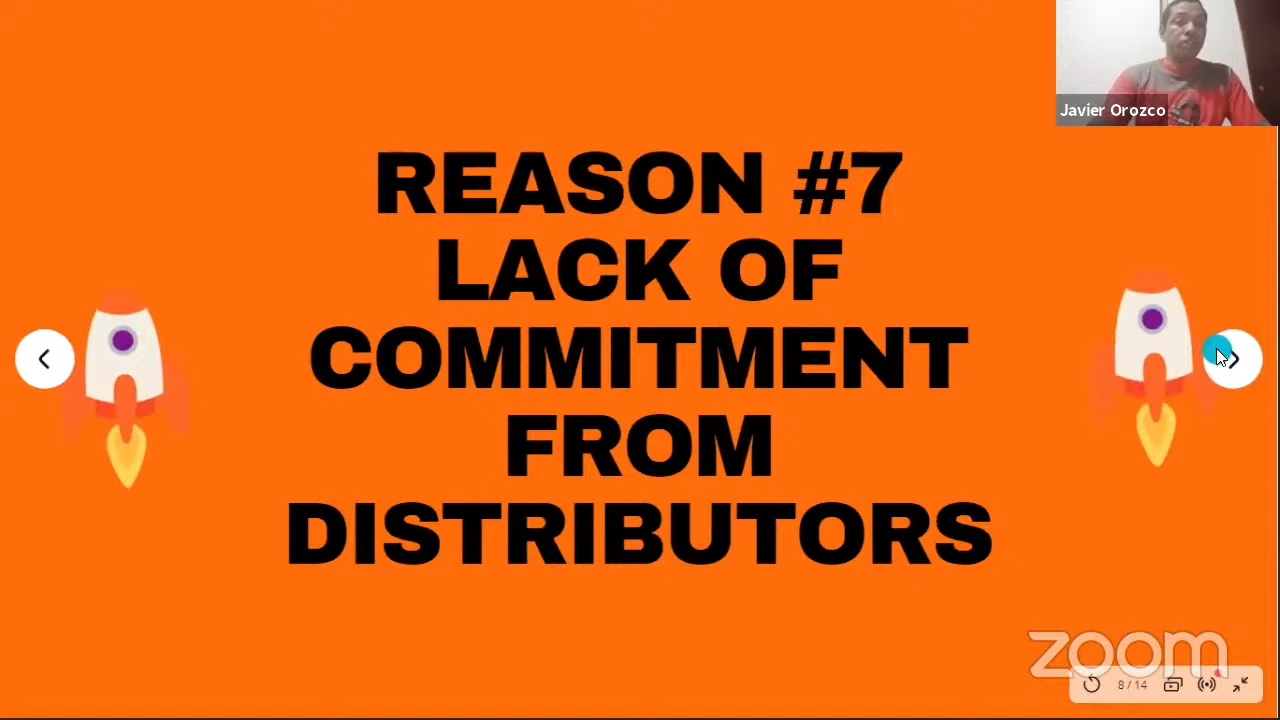 Javier Orozco
REASON #7
LACK OF
COMMITMENT
FROM
DISTRIBUTORS
zoom
8/14